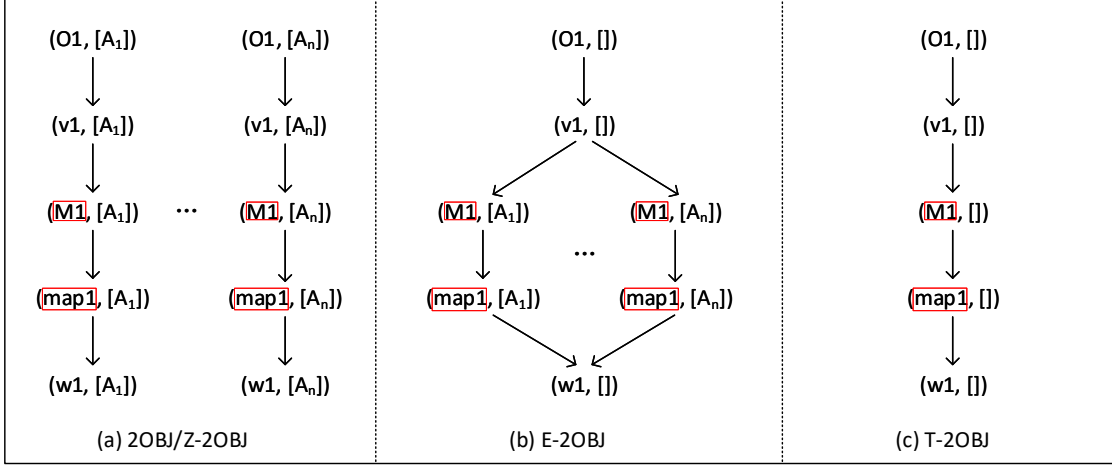 (O1, [A₁]) (O1, [Aₙ]) (O1, []) (O1, [])
(v1, [A₁]) (v1, [Aₙ]) (v1, []) (v1, [])
(M1, [A₁]) ... (M1, [Aₙ]) (M1, [A₁]) (M1, [Aₙ]) (M1, [])
...
(map1, [A₁]) (map1, [Aₙ]) (map1, [A₁]) (map1, [Aₙ]) (map1, [])
(w1, [A₁]) (w1, [Aₙ]) (w1, []) (w1, [])
(a) 2OBJ/Z-2OBJ (b) E-2OBJ (c) T-2OBJ